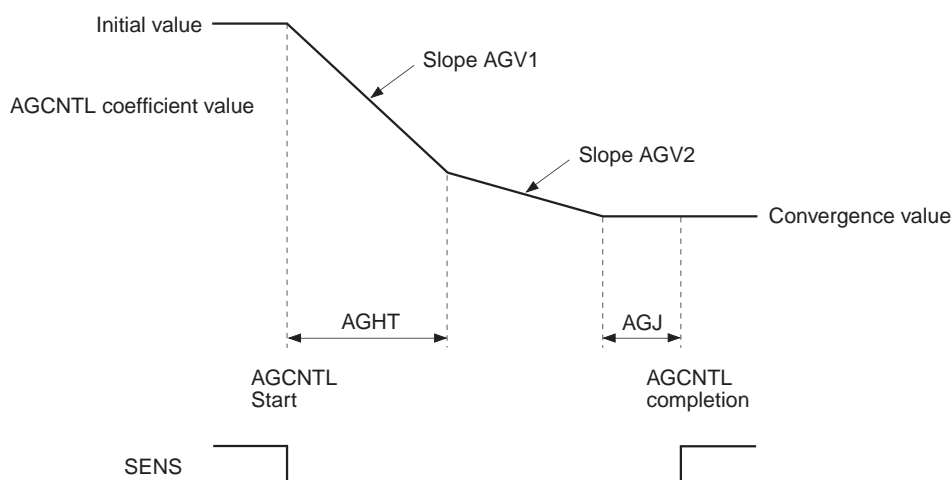 Initial value
Slope AGV1
AGCNTL coefficient value
Slope AGV2
Convergence value
AGHT
AGJ
AGCNTL
Start
AGCNTL
completion
SENS